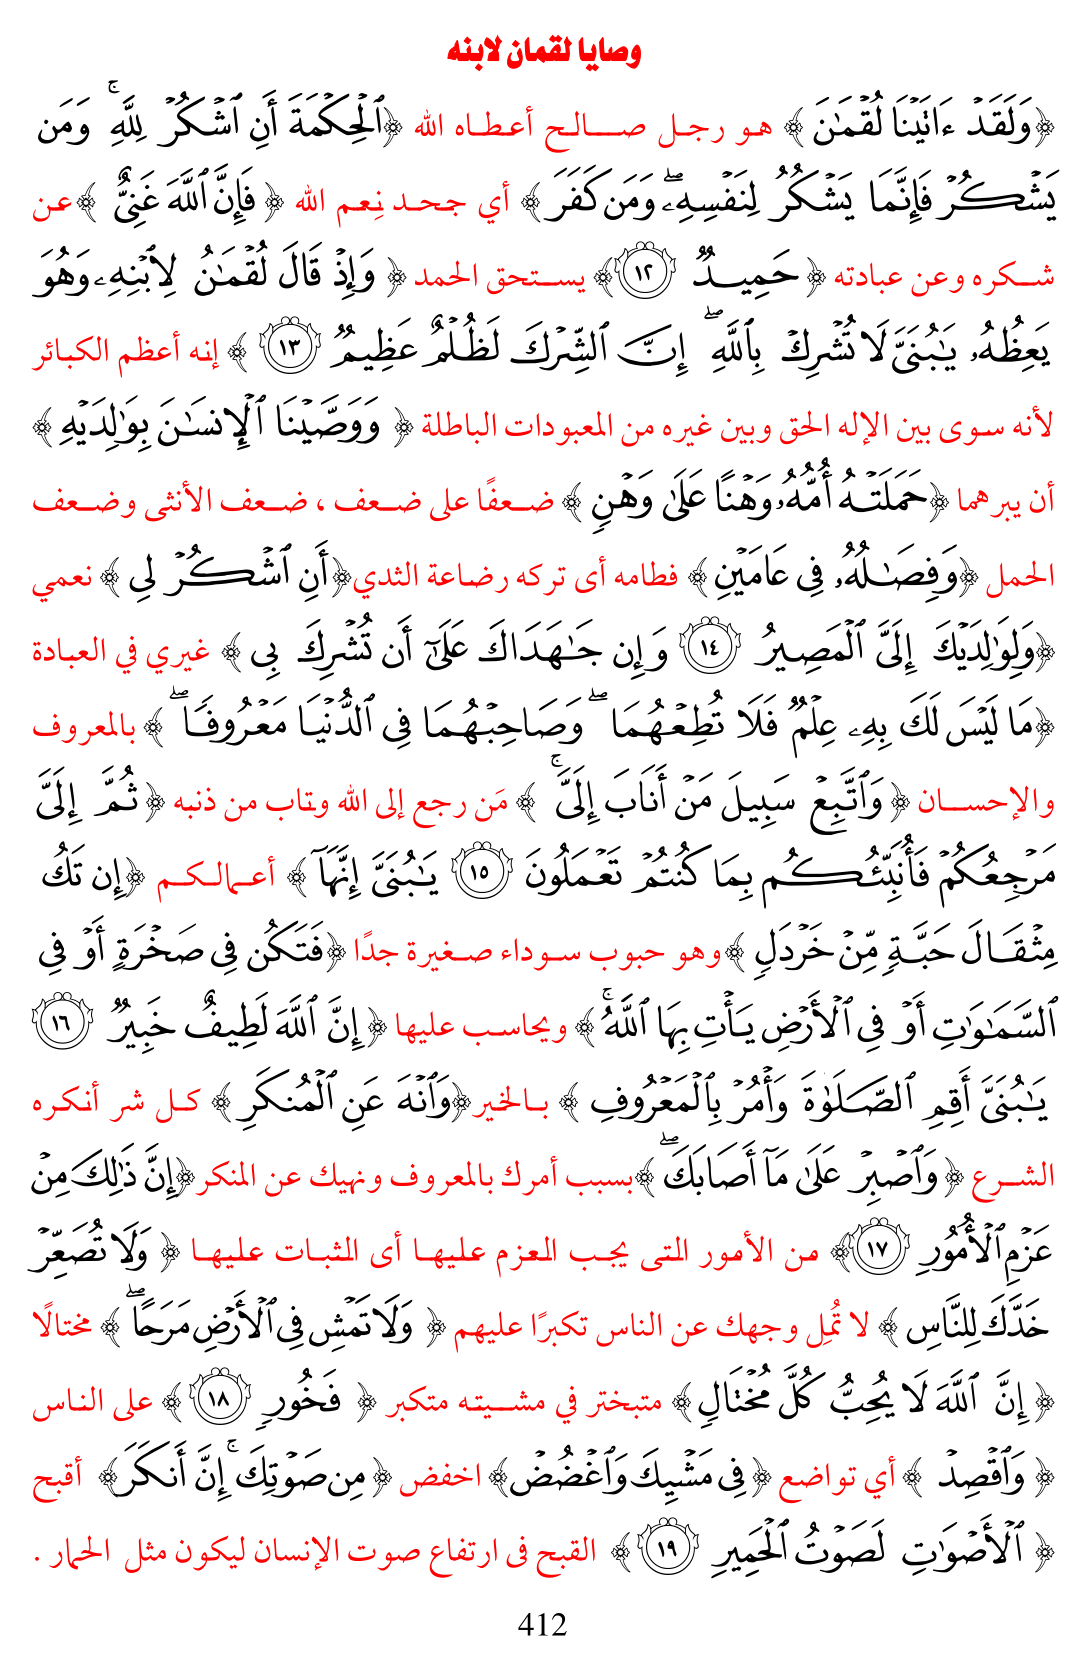 وصايا لقمان لابنه
﴿وَلَقَدۡ ءَاتَيۡنَا لُقۡمَٰنَ ﴾ هو رجل صالح أعطاه الله ﴿ٱلۡحِكۡمَةَ أَنِ ٱشۡكُرۡ لِلَّهِۚ وَمَن
يَشۡكُرۡ فَإِنَّمَا يَشۡكُرُ لِنَفۡسِهِۦۖ وَمَن كَفَرَ ﴾ أي جحد نِعم الله ﴿ فَإِنَّ ٱللَّهَ غَنِيٌّ ﴾ عن
شكره وعن عبادته ﴿ حَمِيدٞ ١٢ ﴾ يستحق الحمد ﴿ وَإِذۡ قَالَ لُقۡمَٰنُ لِٱبۡنِهِۦ وَهُوَ
يَعِظُهُۥ يَٰبُنَيَّ لَا تُشۡرِكۡ بِٱللَّهِۖ إِنَّ ٱلشِّرۡكَ لَظُلۡمٌ عَظِيمٞ ١٣ ﴾ إنه أعظم الكبائر
لأنه سوى بين الإله الحق وبين غيره من المعبودات الباطلة ﴿ وَوَصَّيۡنَا ٱلۡإِنسَٰنَ بِوَٰلِدَيۡهِ ﴾
أن يبرهما ﴿حَمَلَتۡهُ أُمُّهُۥ وَهۡنًا عَلَىٰ وَهۡنٖ ﴾ ضعفًا على ضعف ، ضعف الأنثى وضعف
الحمل ﴿وَفِصَٰلُهُۥ فِي عَامَيۡنِ ﴾ فطامه أى تركه رضاعة الثدي﴿أَنِ ٱشۡكُرۡ لِي ﴾ نعمي
﴿وَلِوَٰلِدَيۡكَ إِلَيَّ ٱلۡمَصِيرُ ١٤ وَإِن جَٰهَدَاكَ عَلَىٰٓ أَن تُشۡرِكَ بِي ﴾ غيري في العبادة
﴿مَا لَيۡسَ لَكَ بِهِۦ عِلۡمٞ فَلَا تُطِعۡهُمَاۖ وَصَاحِبۡهُمَا فِي ٱلدُّنۡيَا مَعۡرُوفٗاۖ ﴾ بالمعروف
والإحسان ﴿ وَٱتَّبِعۡ سَبِيلَ مَنۡ أَنَابَ إِلَيَّۚ ﴾ مَن رجع إلى الله وتاب من ذنبه ﴿ ثُمَّ إِلَيَّ
مَرۡجِعُكُمۡ فَأُنَبِّئُكُم بِمَا كُنتُمۡ تَعۡمَلُونَ ١٥ يَٰبُنَيَّ إِنَّهَآ ﴾ أعمالكم ﴿إِن تَكُ
مِثۡقَالَ حَبَّةٖ مِّنۡ خَرۡدَلٖ ﴾وهو حبوب سوداء صغيرة جدًا ﴿فَتَكُن فِي صَخۡرَةٍ أَوۡ فِي
ٱلسَّمَٰوَٰتِ أَوۡ فِي ٱلۡأَرۡضِ يَأۡتِ بِهَا ٱللَّهُۚ ﴾ ويحاسب عليها ﴿ إِنَّ ٱللَّهَ لَطِيفٌ خَبِيرٞ ١٦
يَٰبُنَيَّ أَقِمِ ٱلصَّلَوٰةَ وَأۡمُرۡ بِٱلۡمَعۡرُوفِ ﴾ بالخير﴿وَٱنۡهَ عَنِ ٱلۡمُنكَرِ ﴾ كل شر أنكره
الشرع ﴿ وَٱصۡبِرۡ عَلَىٰ مَآ أَصَابَكَۖ ﴾بسبب أمرك بالمعروف ونهيك عن المنكر﴿إِنَّ ذَٰلِكَ مِنۡ
عَزۡمِ ٱلۡأُمُورِ ١٧﴾ من الأمور التى يجب العزم عليها أى الثبات عليها ﴿ وَلَا تُصَعِّرۡ
خَدَّكَ لِلنَّاسِ ﴾ لا تُمِل وجهك عن الناس تكبرًا عليهم ﴿ وَلَا تَمۡشِ فِي ٱلۡأَرۡضِ مَرَحًاۖ ﴾ مختالًا
﴿ إِنَّ ٱللَّهَ لَا يُحِبُّ كُلَّ مُخۡتَالٖ ﴾ متبختر في مشيته متكبر ﴿ فَخُورٖ ١٨ ﴾ على الناس
﴿ وَٱقۡصِدۡ ﴾ أي تواضع ﴿فِي مَشۡيِكَ وَٱغۡضُضۡ﴾ اخفض ﴿ مِن صَوۡتِكَۚ إِنَّ أَنكَرَ﴾ أقبح
﴿ ٱلۡأَصۡوَٰتِ لَصَوۡتُ ٱلۡحَمِيرِ ١٩ ﴾ القبح فى ارتفاع صوت الإنسان ليكون مثل الحمار .
412